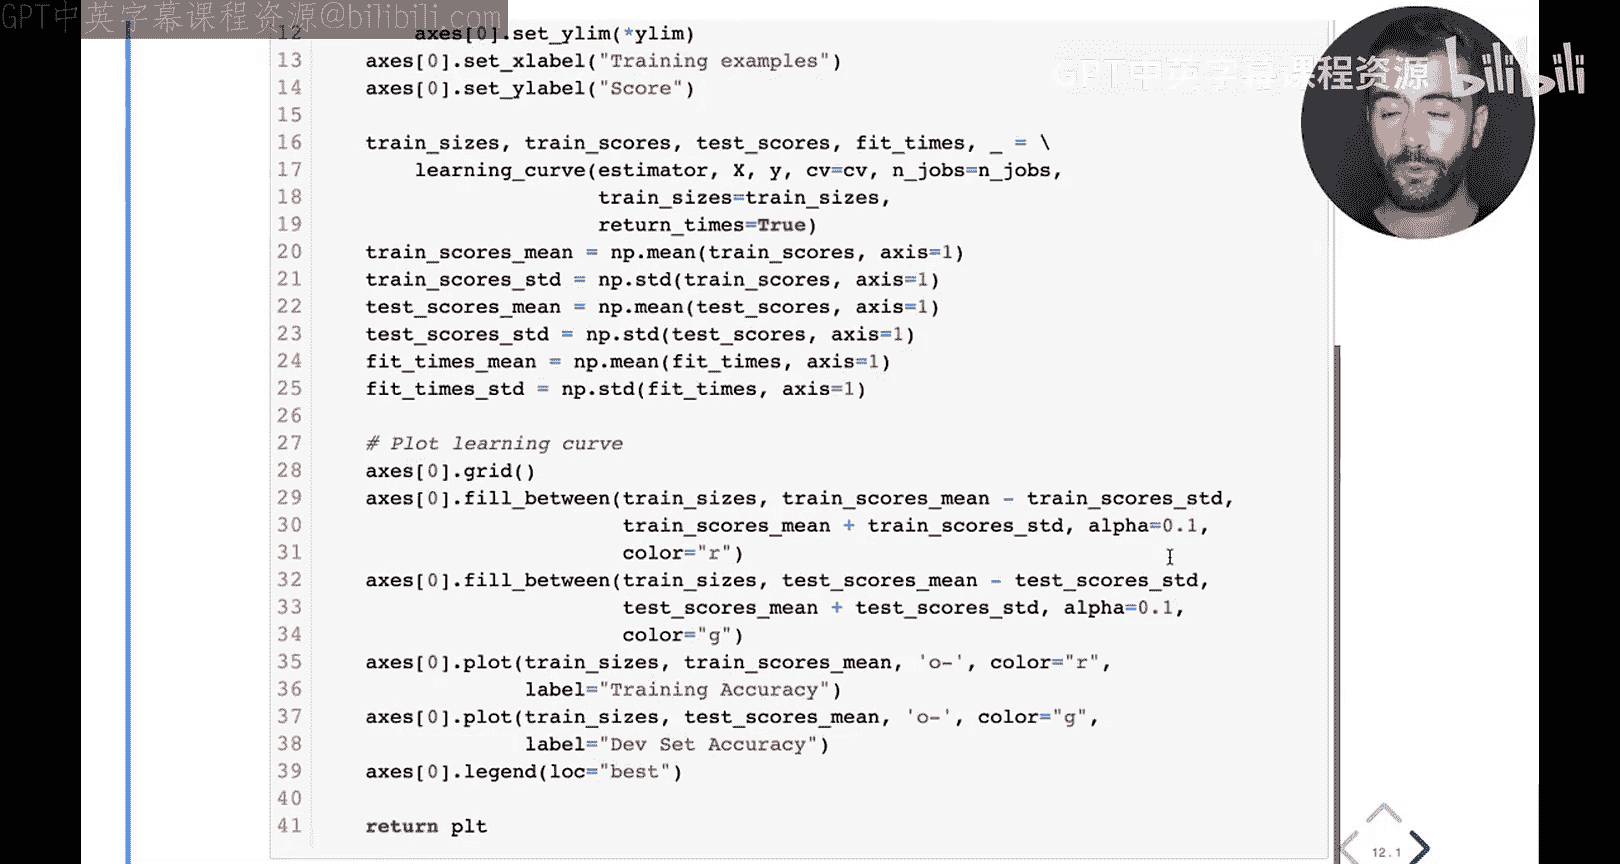 GPT中英字幕课程资源@bilibili.com
GPT中英字幕课程资源 bilibili
12 axes[0].set_ylim(*ylim)
13 axes[0].set_xlabel("Training examples")
14 axes[0].set_ylabel("Score")
15
16 train_sizes, train_scores, test_scores, fit_times, _ = \
17 learning_curve(estimator, X, y, cv=cv, n_jobs=n_jobs,
18 train_sizes=train_sizes,
19 return_times=True)
20 train_scores_mean = np.mean(train_scores, axis=1)
21 train_scores_std = np.std(train_scores, axis=1)
22 test_scores_mean = np.mean(test_scores, axis=1)
23 test_scores_std = np.std(test_scores, axis=1)
24 fit_times_mean = np.mean(fit_times, axis=1)
25 fit_times_std = np.std(fit_times, axis=1)
26
27 # Plot learning curve
28 axes[0].grid()
29 axes[0].fill_between(train_sizes, train_scores_mean - train_scores_std,
30 train_scores_mean + train_scores_std, alpha=0.1,
31 color="r")
32 axes[0].fill_between(train_sizes, test_scores_mean - test_scores_std,
33 test_scores_mean + test_scores_std, alpha=0.1,
34 color="g")
35 axes[0].plot(train_sizes, train_scores_mean, 'o-', color="r",
36 label="Training Accuracy")
37 axes[0].plot(train_sizes, test_scores_mean, 'o-', color="g",
38 label="Dev Set Accuracy")
39 axes[0].legend(loc="best")
40
41 return plt
12.1